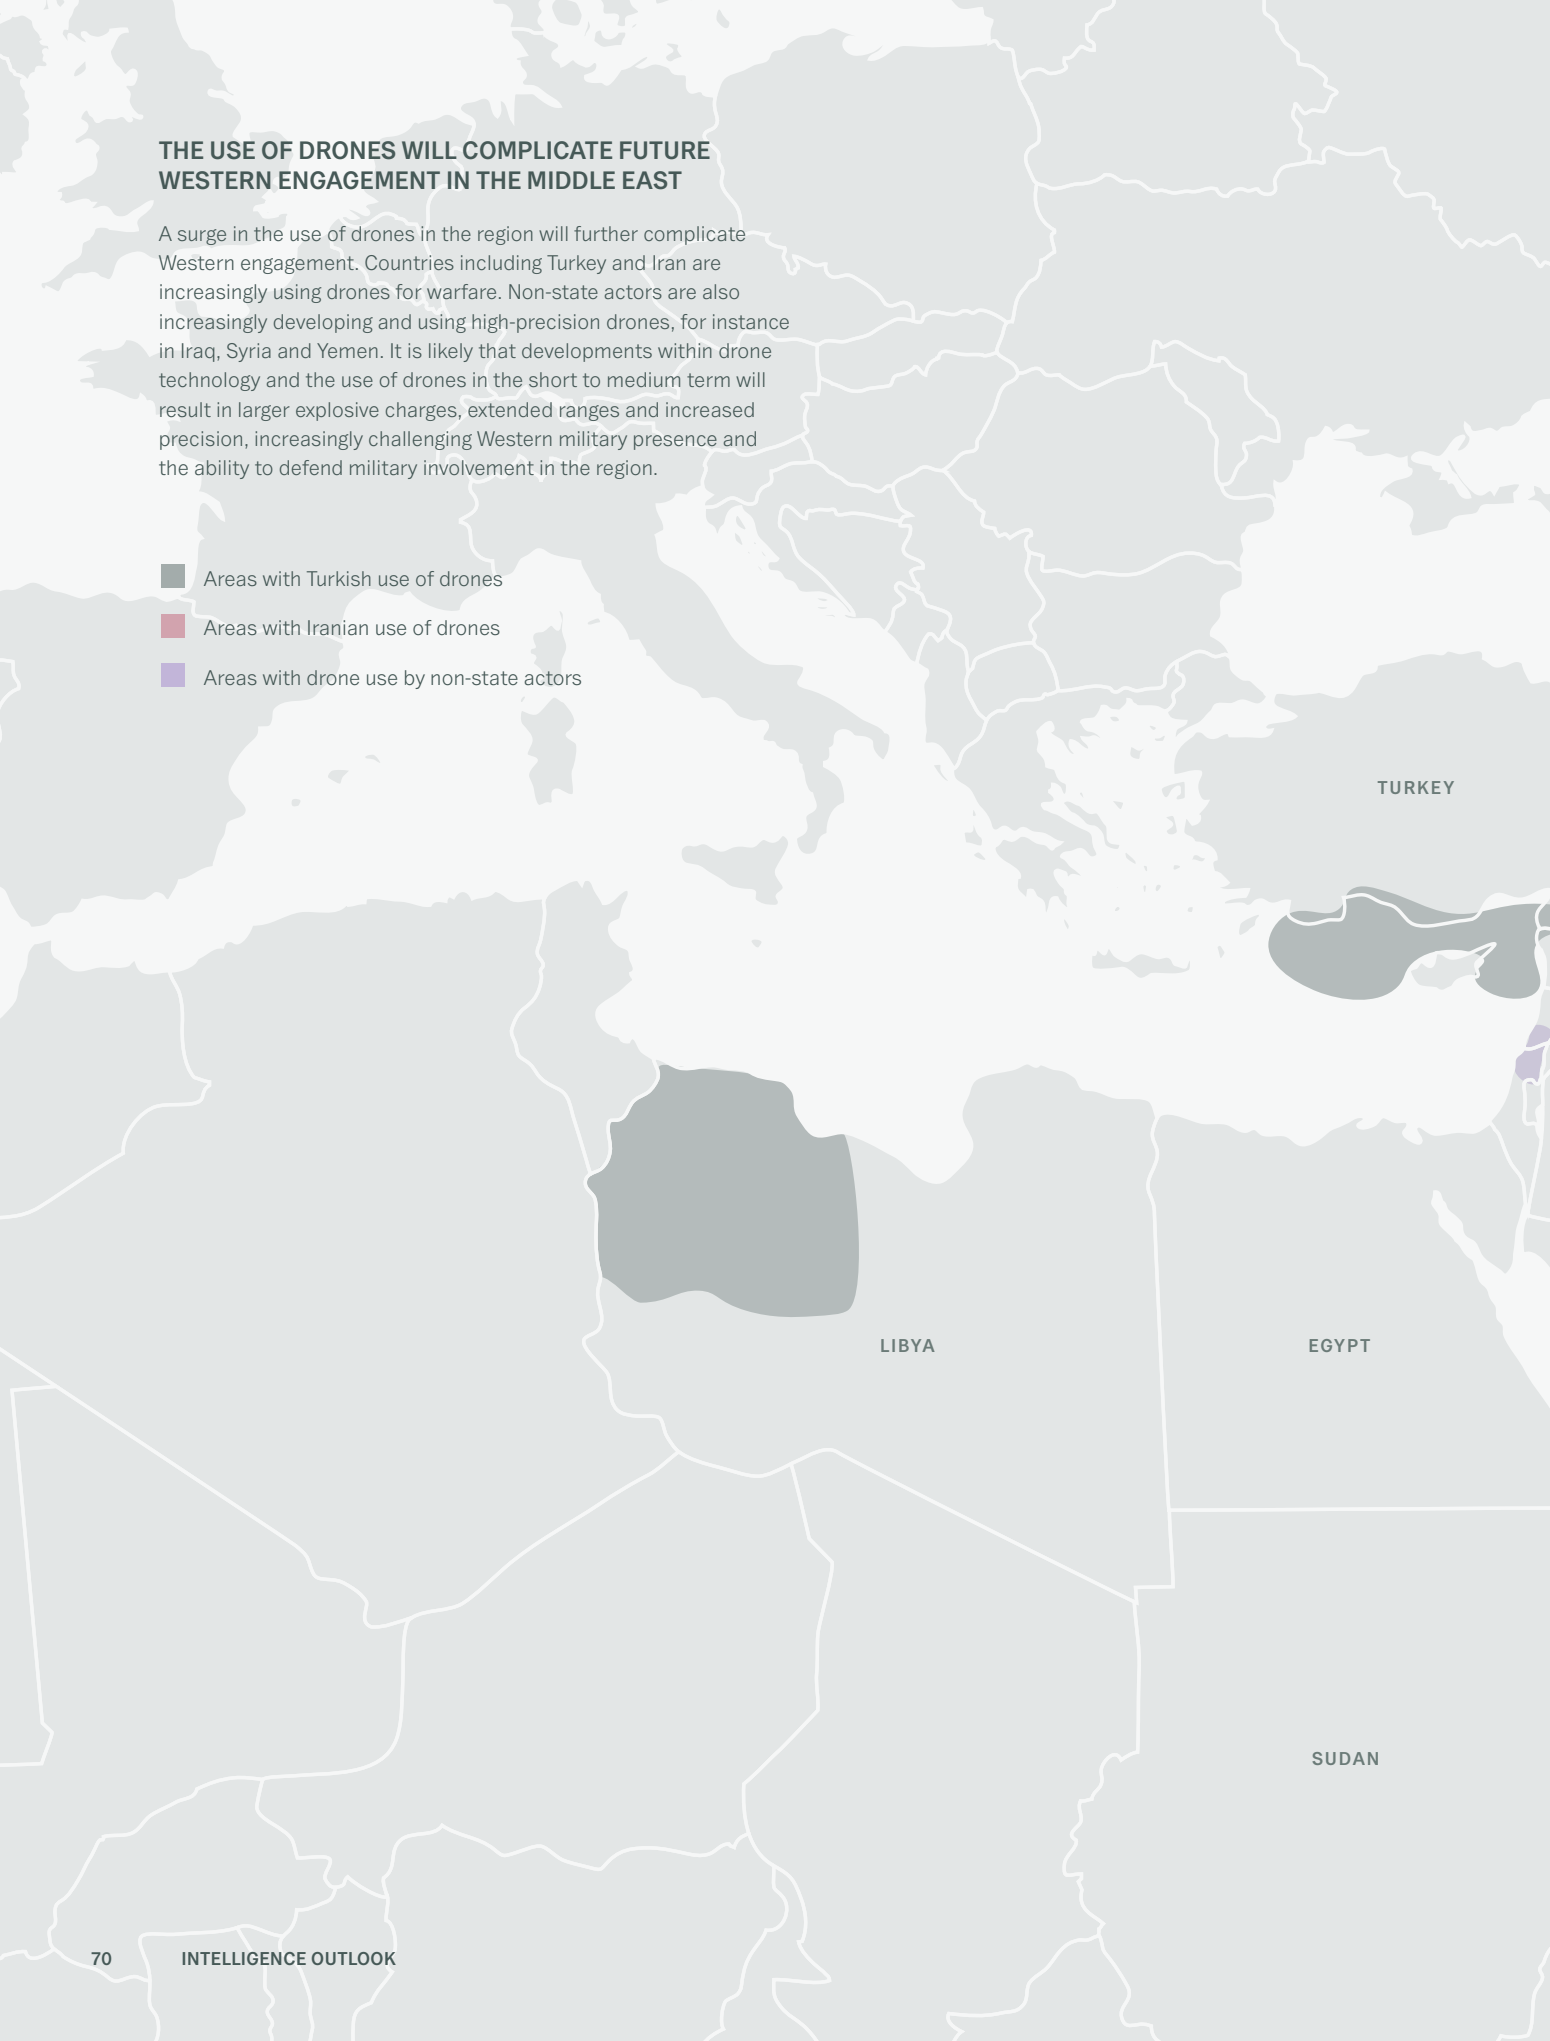 THE USE OF DRONES WILL COMPLICATE FUTURE
WESTERN ENGAGEMENT IN THE MIDDLE EAST
A surge in the use of drones in the region will further complicate
Western engagement. Countries including Turkey and Iran are
increasingly using drones for warfare. Non-state actors are also
increasingly developing and using high-precision drones, for instance
in Iraq, Syria and Yemen. It is likely that developments within drone
technology and the use of drones in the short to medium term will
result in larger explosive charges, extended ranges and increased
precision, increasingly challenging Western military presence and
the ability to defend military involvement in the region.
Areas with Turkish use of drones
Areas with Iranian use of drones
Areas with drone use by non-state actors
TURKEY
LIBYA
EGYPT
SUDAN
70 INTELLIGENCE OUTLOOK